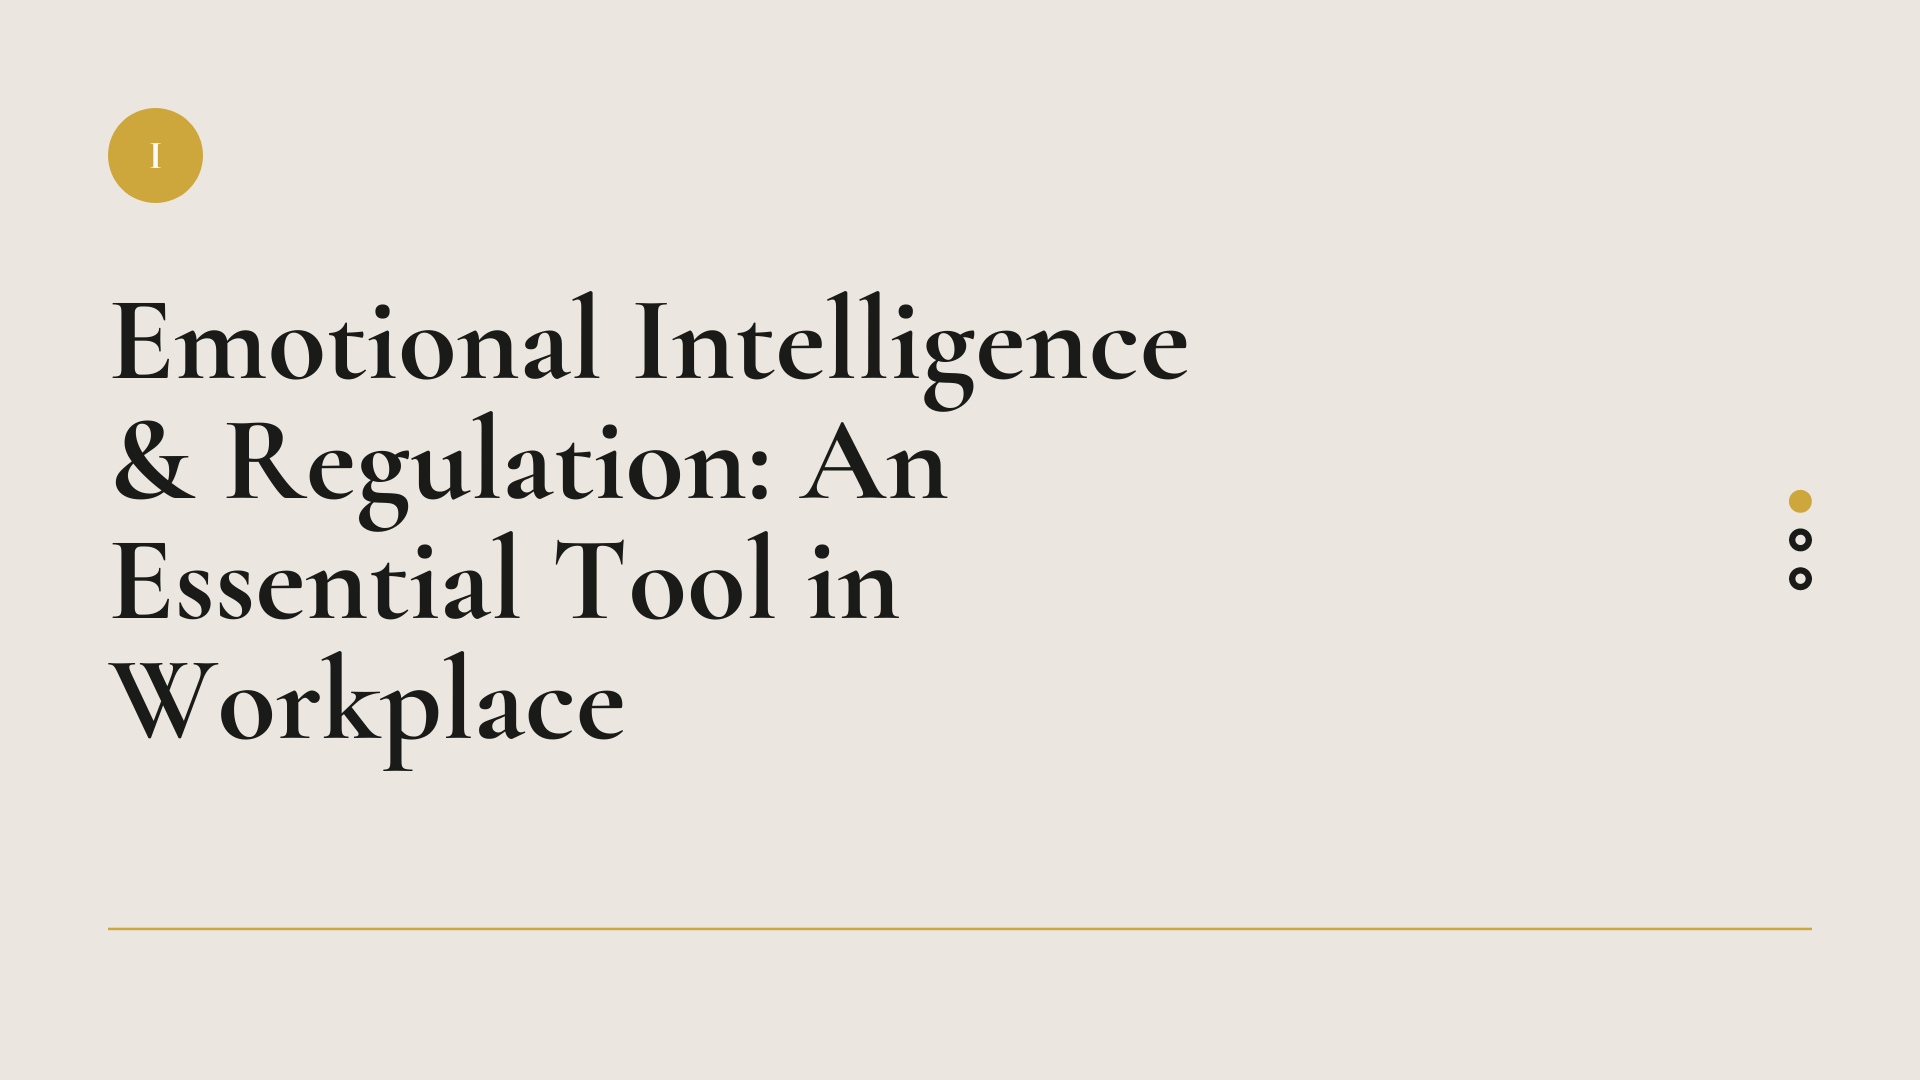 I
Emotional Intelligence
& Regulation: An
Essential Tool in
Workplace